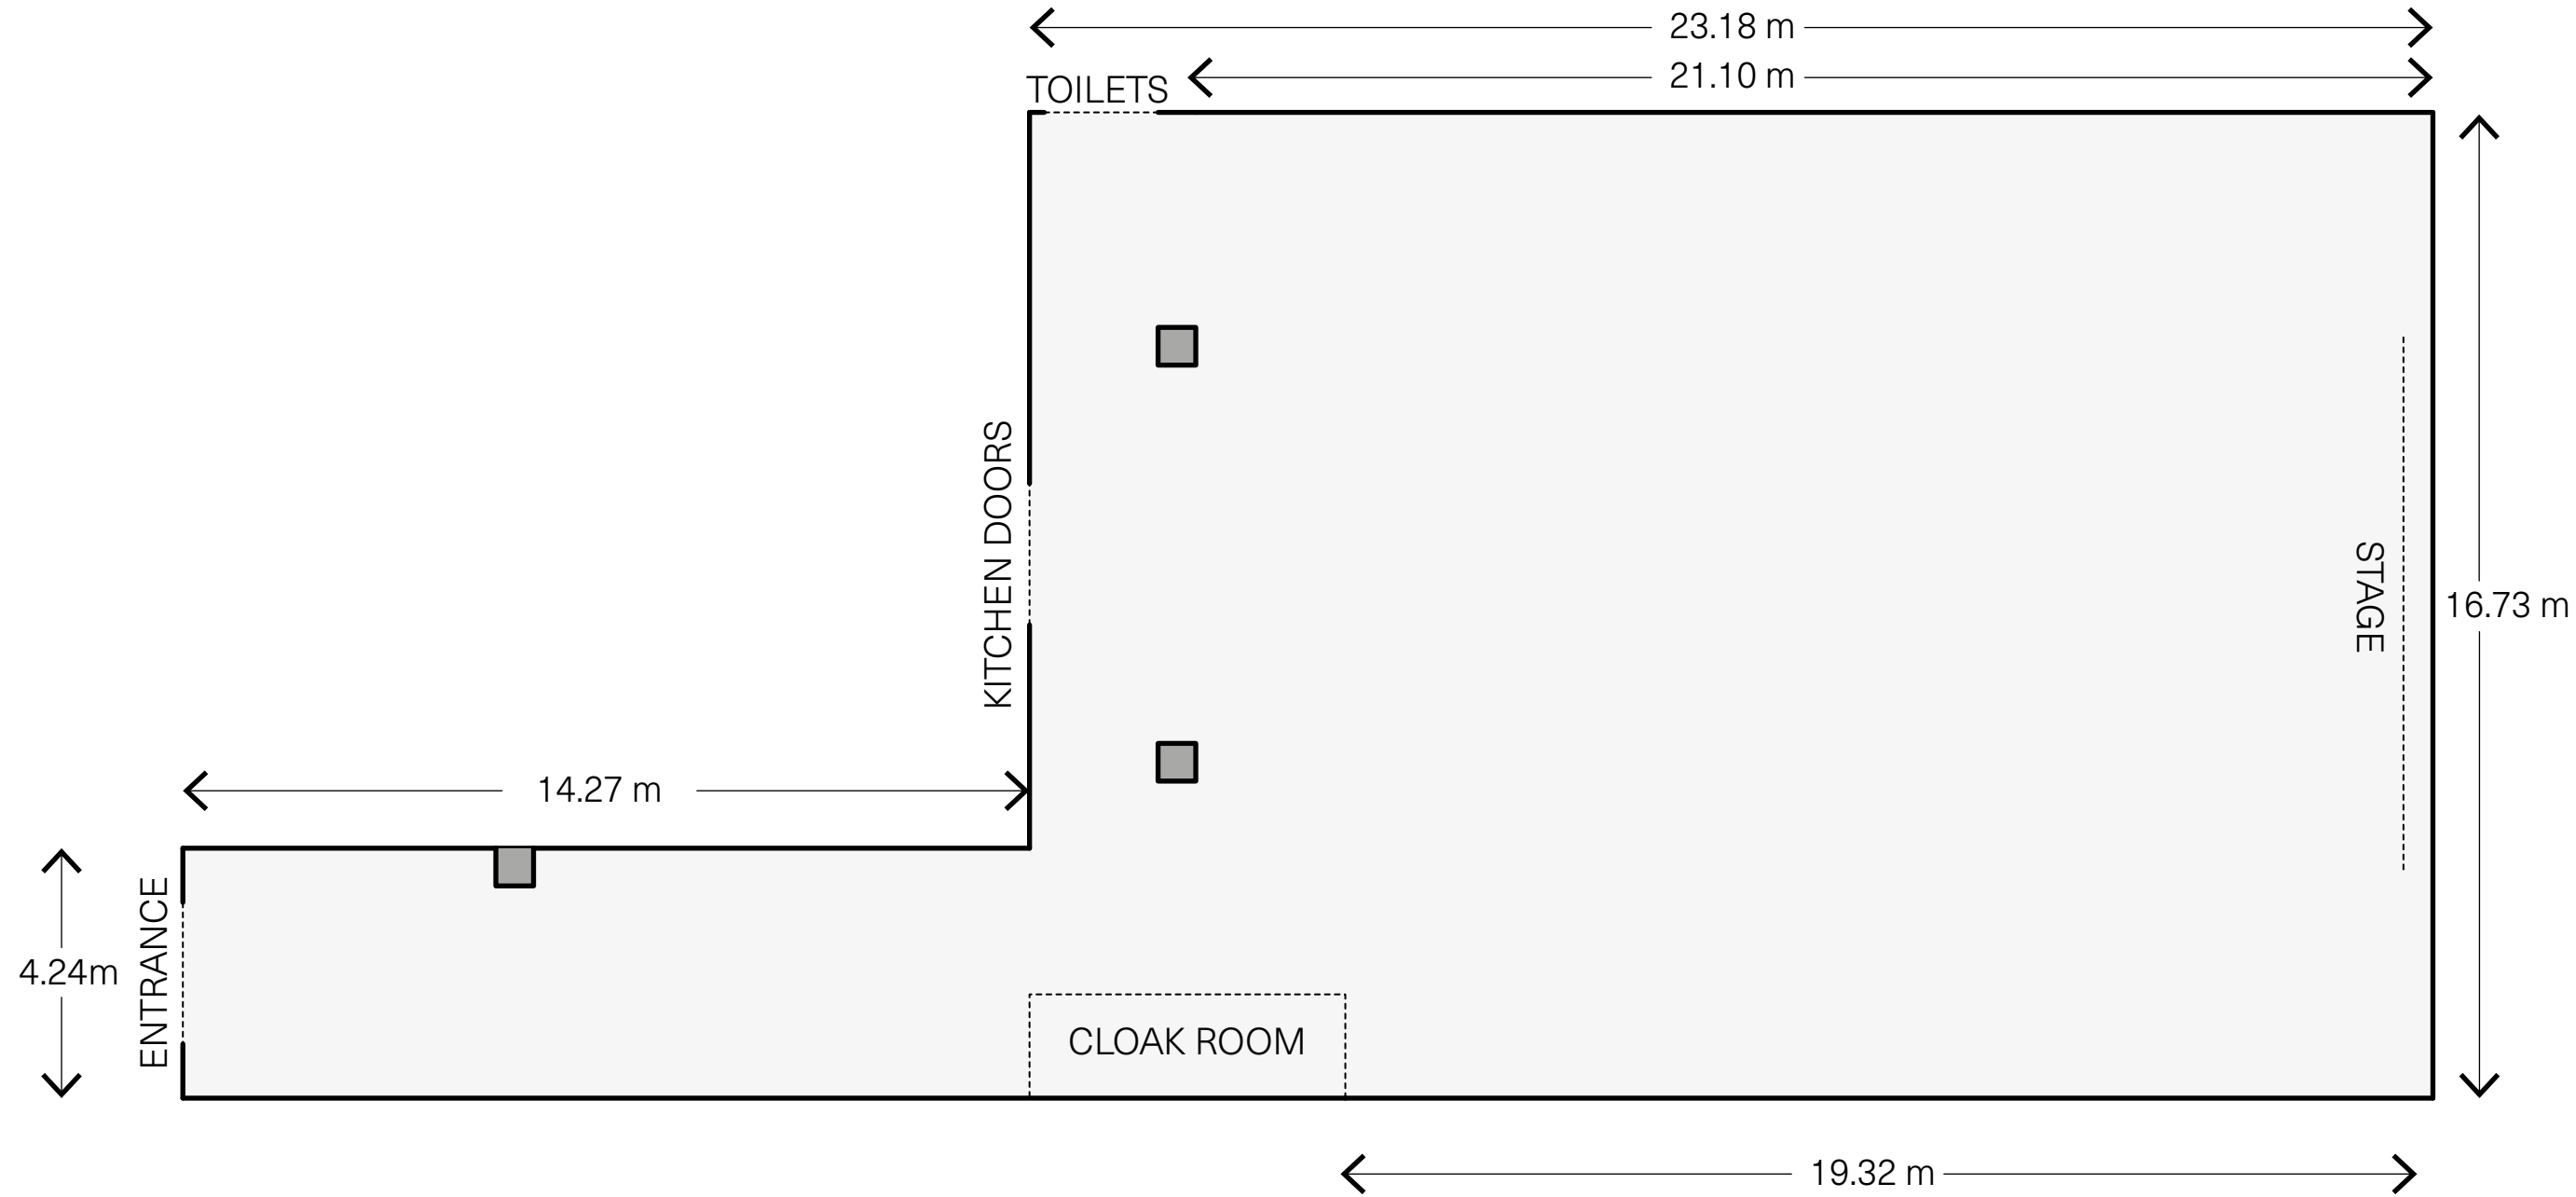 23.18 m
21.10 m
TOILETS
KITCHEN DOORS
STAGE
16.73 m
14.27 m
4.24m
ENTRANCE
CLOAK ROOM
19.32 m